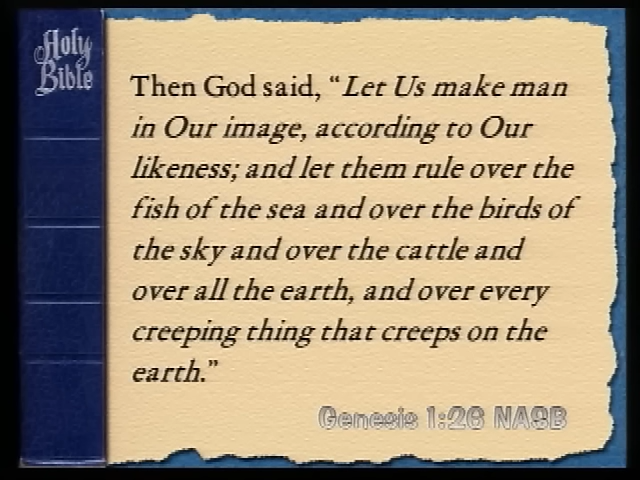 Holy
Bible
Then God said, “Let Us make man
in Our image, according to Our
likeness; and let them rule over the
fish of the sea and over the birds of
the sky and over the cattle and
over all the earth, and over every
creeping thing that creeps on the
earth.”
Genesis 1:26 NASB